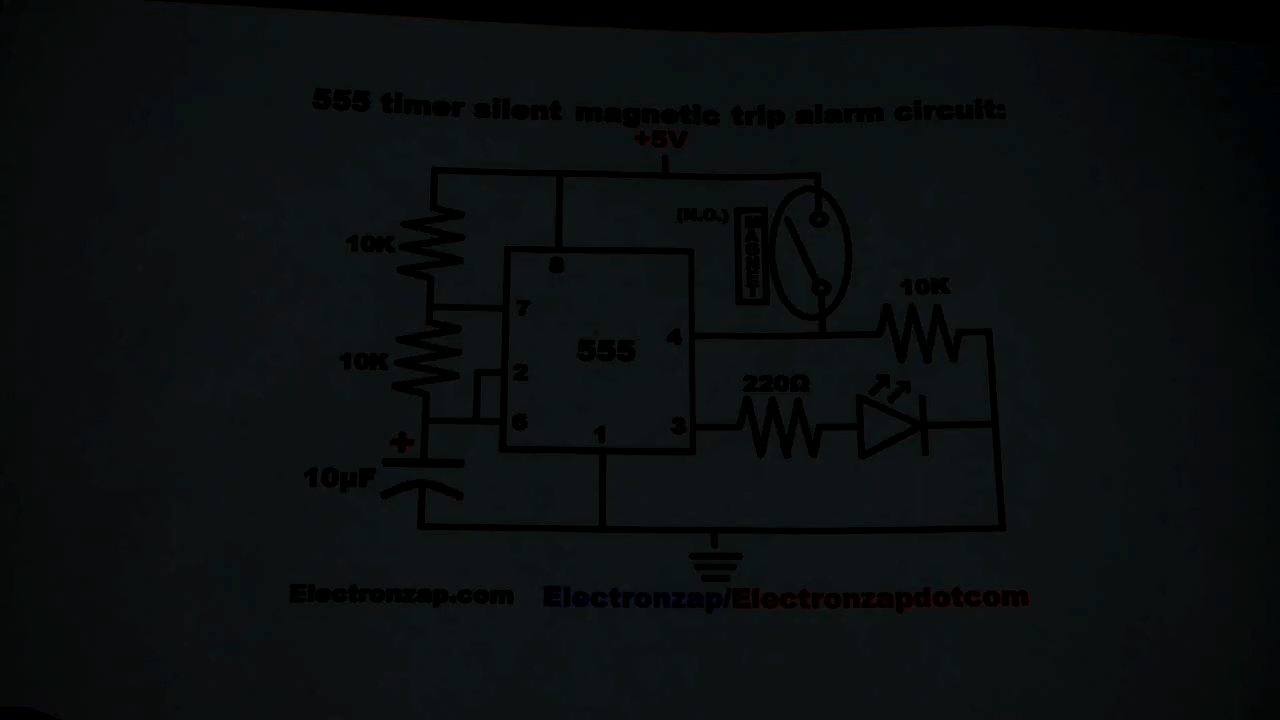 555 timer silent magnetic trip alarm circuit:
+5V
(N.O.)
MAGNET
10K
8
10K
7
4
555
10K
2
220Ω
6
1
3
+
10µF
Electronzap.com Electronzap/Electronzapdotcom